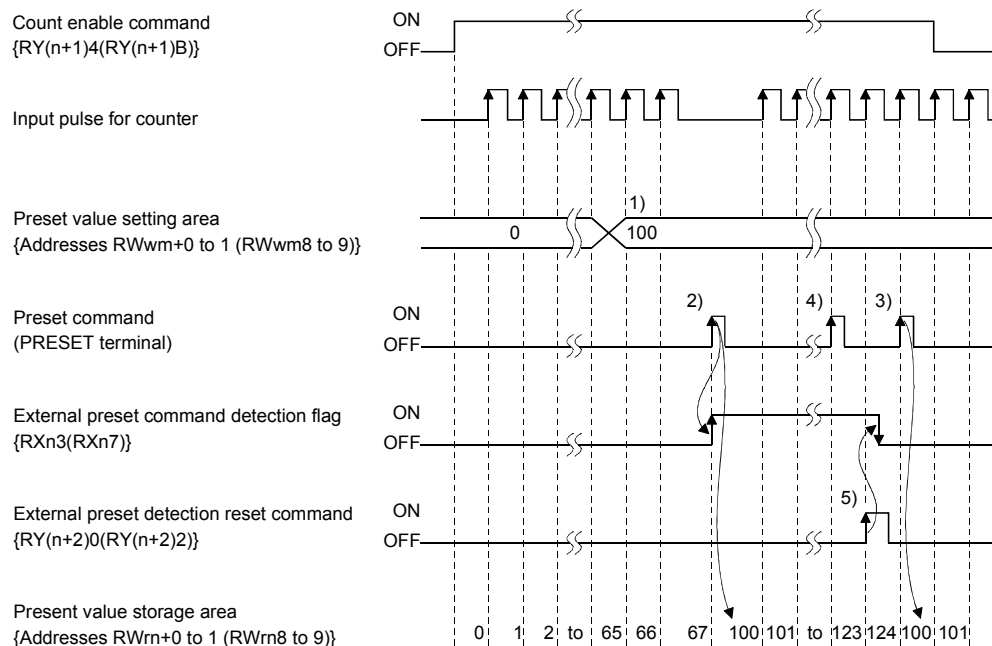 Count enable command
{RY(n+1)4(RY(n+1)B)}
ON
OFF
Input pulse for counter
Preset value setting area
{Addresses RWwm+0 to 1 (RWwm8 to 9)}
0
1)
100
Preset command
(PRESET terminal)
ON
OFF
2)
4)
3)
External preset command detection flag
{RXn3(RXn7)}
ON
OFF
External preset detection reset command
{RY(n+2)0(RY(n+2)2)}
ON
OFF
5)
Present value storage area
{Addresses RWrn+0 to 1 (RWrn8 to 9)}
0 1 2 to 65 66 67 100 101 to 123 124 100 101